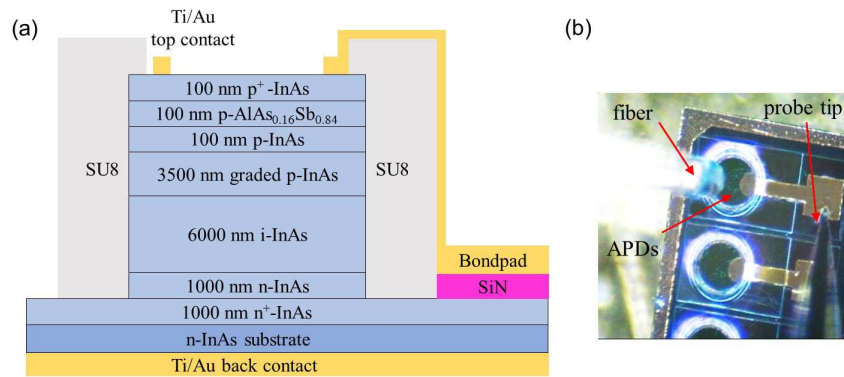 (a)
Ti/Au
top contact
100 nm p⁺-InAs
100 nm p-AlAs₀.₁₆Sb₀.₈₄
100 nm p-InAs
SU8
3500 nm graded p-InAs
SU8
6000 nm i-InAs
1000 nm n-InAs
Bondpad
SiN
1000 nm n⁺-InAs
n-InAs substrate
Ti/Au back contact
(b)
fiber
probe tip
APDs